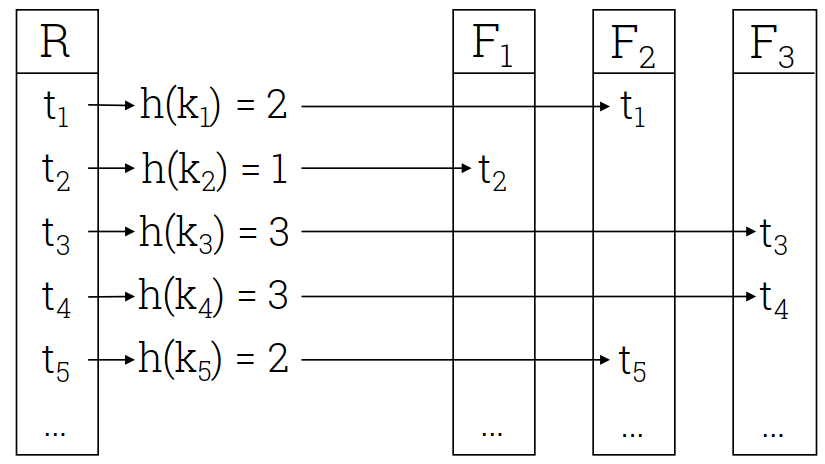 R F₁ F₂ F₃
t₁ h(k₁) = 2 t₁
t₂ h(k₂) = 1 t₂
t₃ h(k₃) = 3 t₃
t₄ h(k₄) = 3 t₄
t₅ h(k₅) = 2 t₅
... ... ... ...